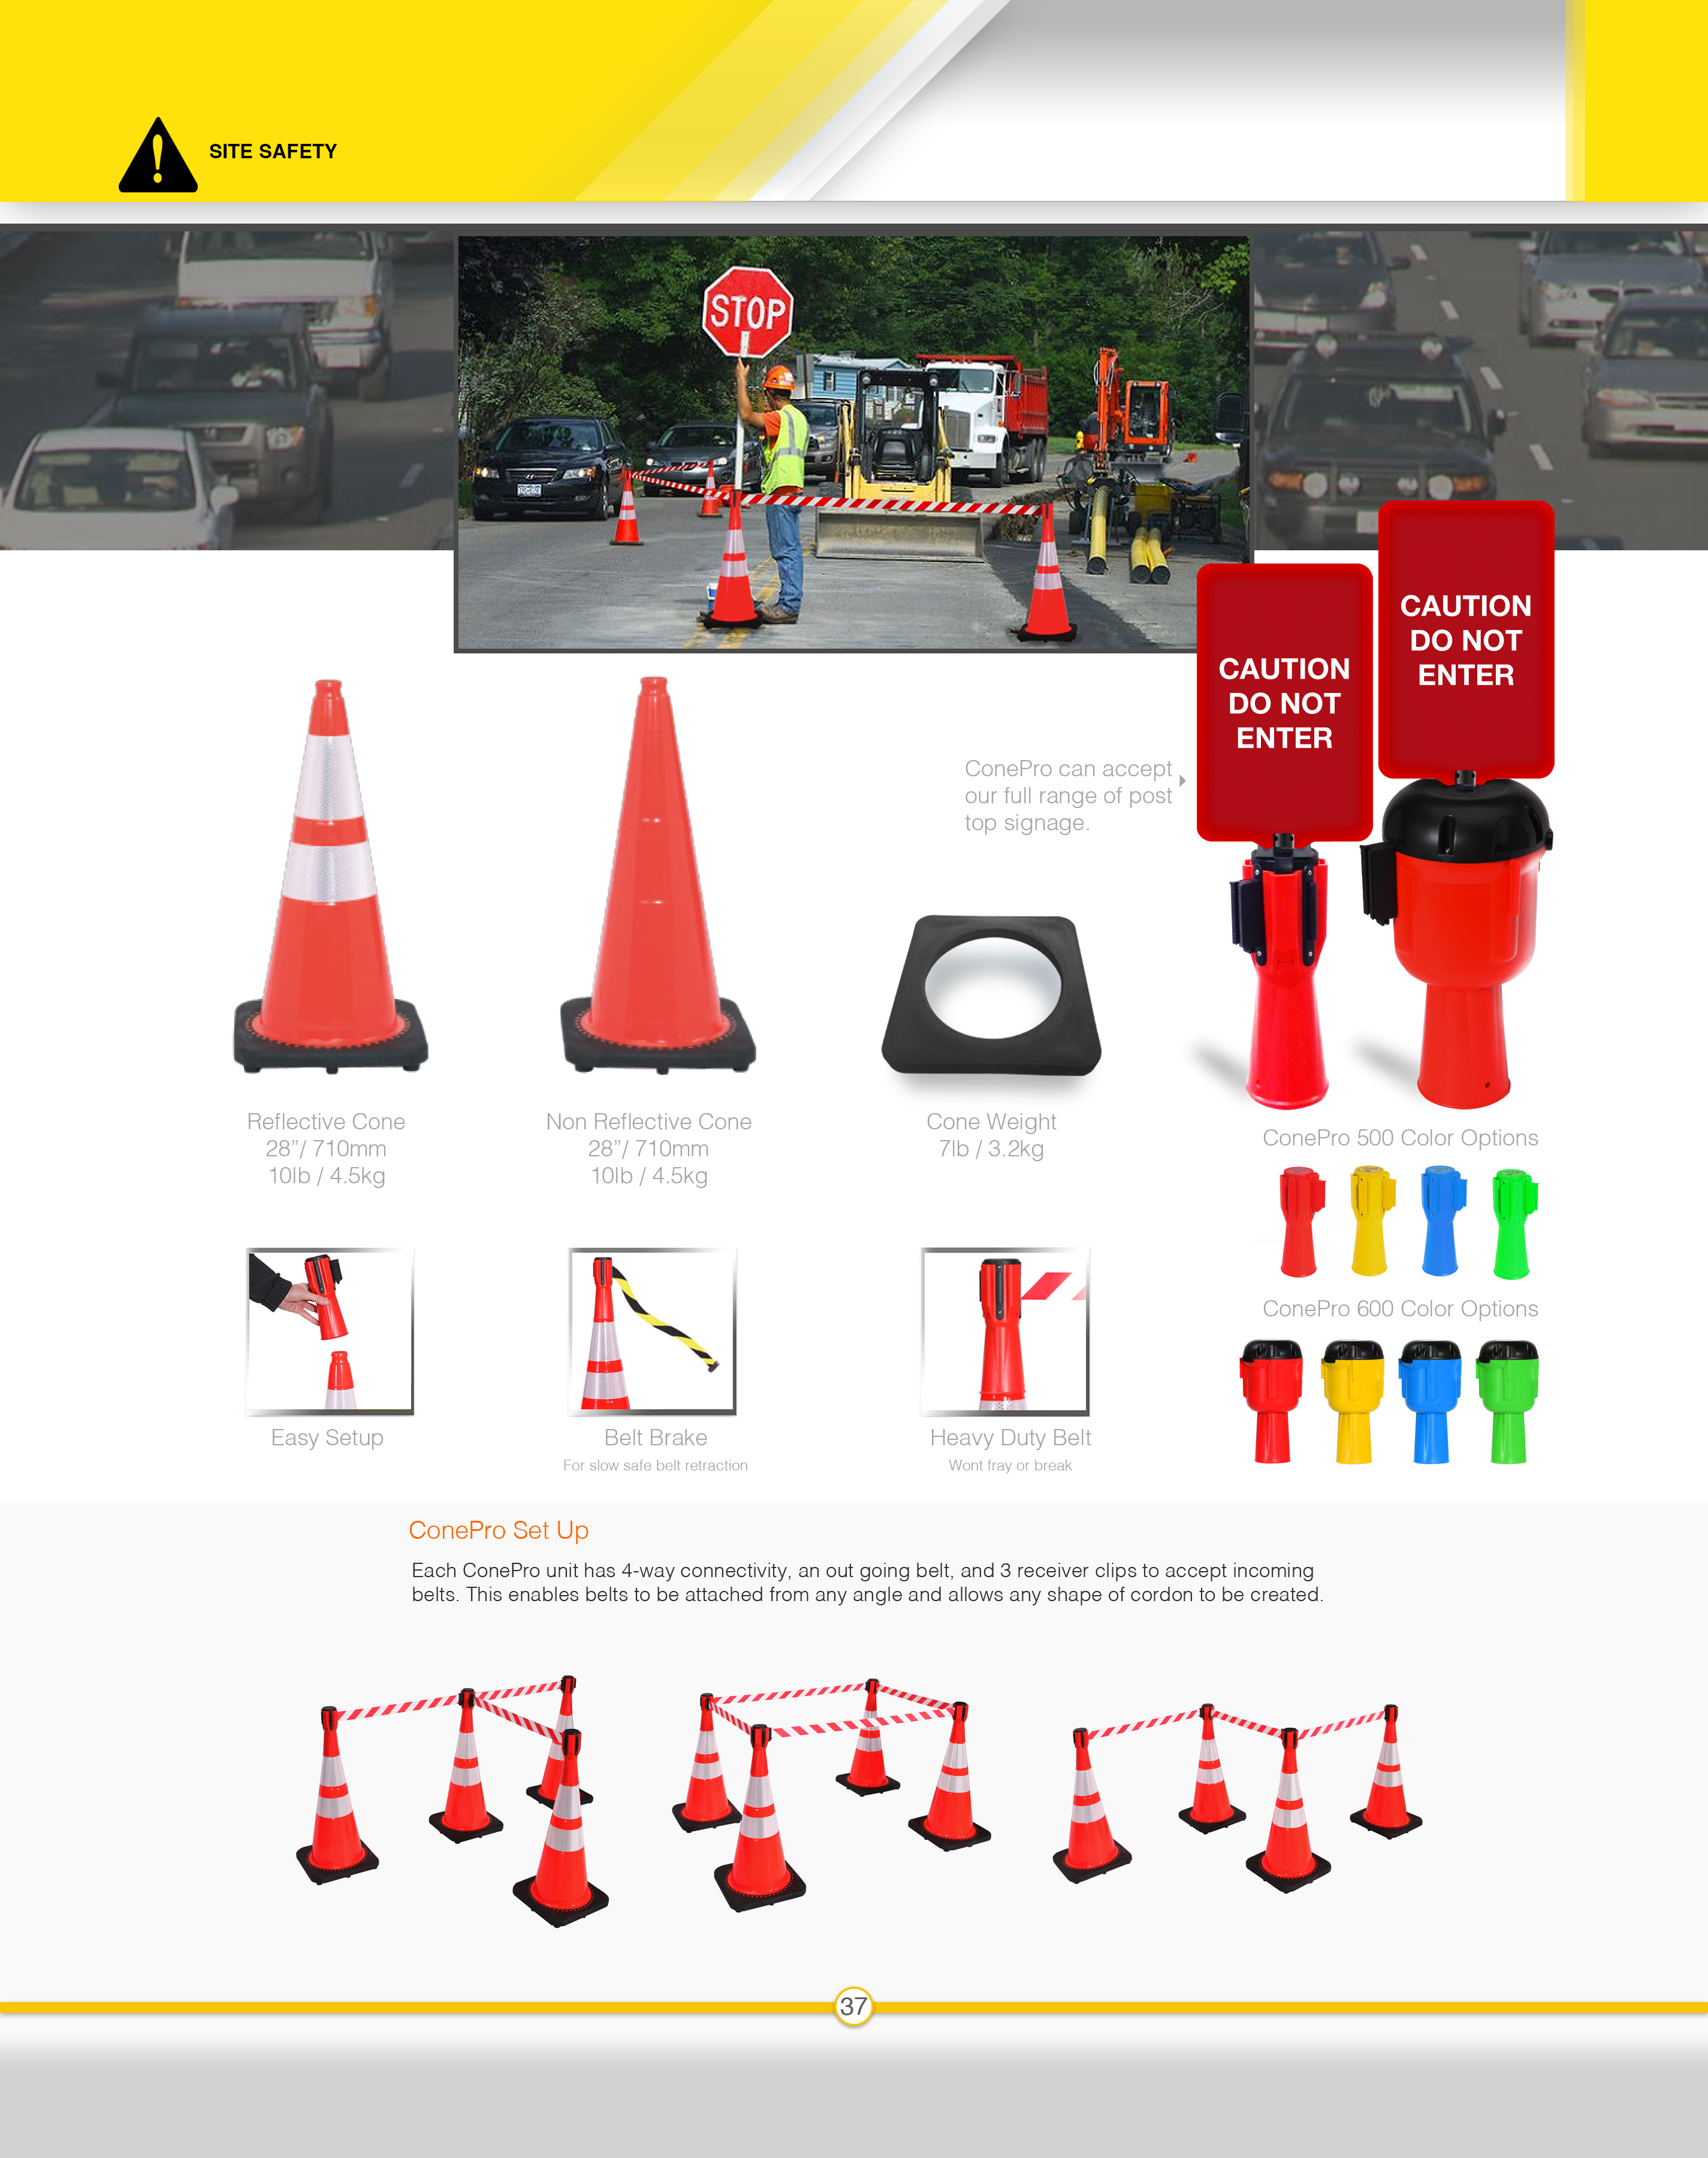 SITE SAFETY
STOP
CAUTION
DO NOT
ENTER
CAUTION
DO NOT
ENTER
ConePro can accept
our full range of post
top signage.
Reflective Cone
28”/ 710mm
10lb / 4.5kg
Non Reflective Cone
28”/ 710mm
10lb / 4.5kg
Cone Weight
7lb / 3.2kg
ConePro 500 Color Options
ConePro 600 Color Options
Easy Setup
Belt Brake
For slow safe belt retraction
Heavy Duty Belt
Wont fray or break
ConePro Set Up
Each ConePro unit has 4-way connectivity, an out going belt, and 3 receiver clips to accept incoming
belts. This enables belts to be attached from any angle and allows any shape of cordon to be created.
37